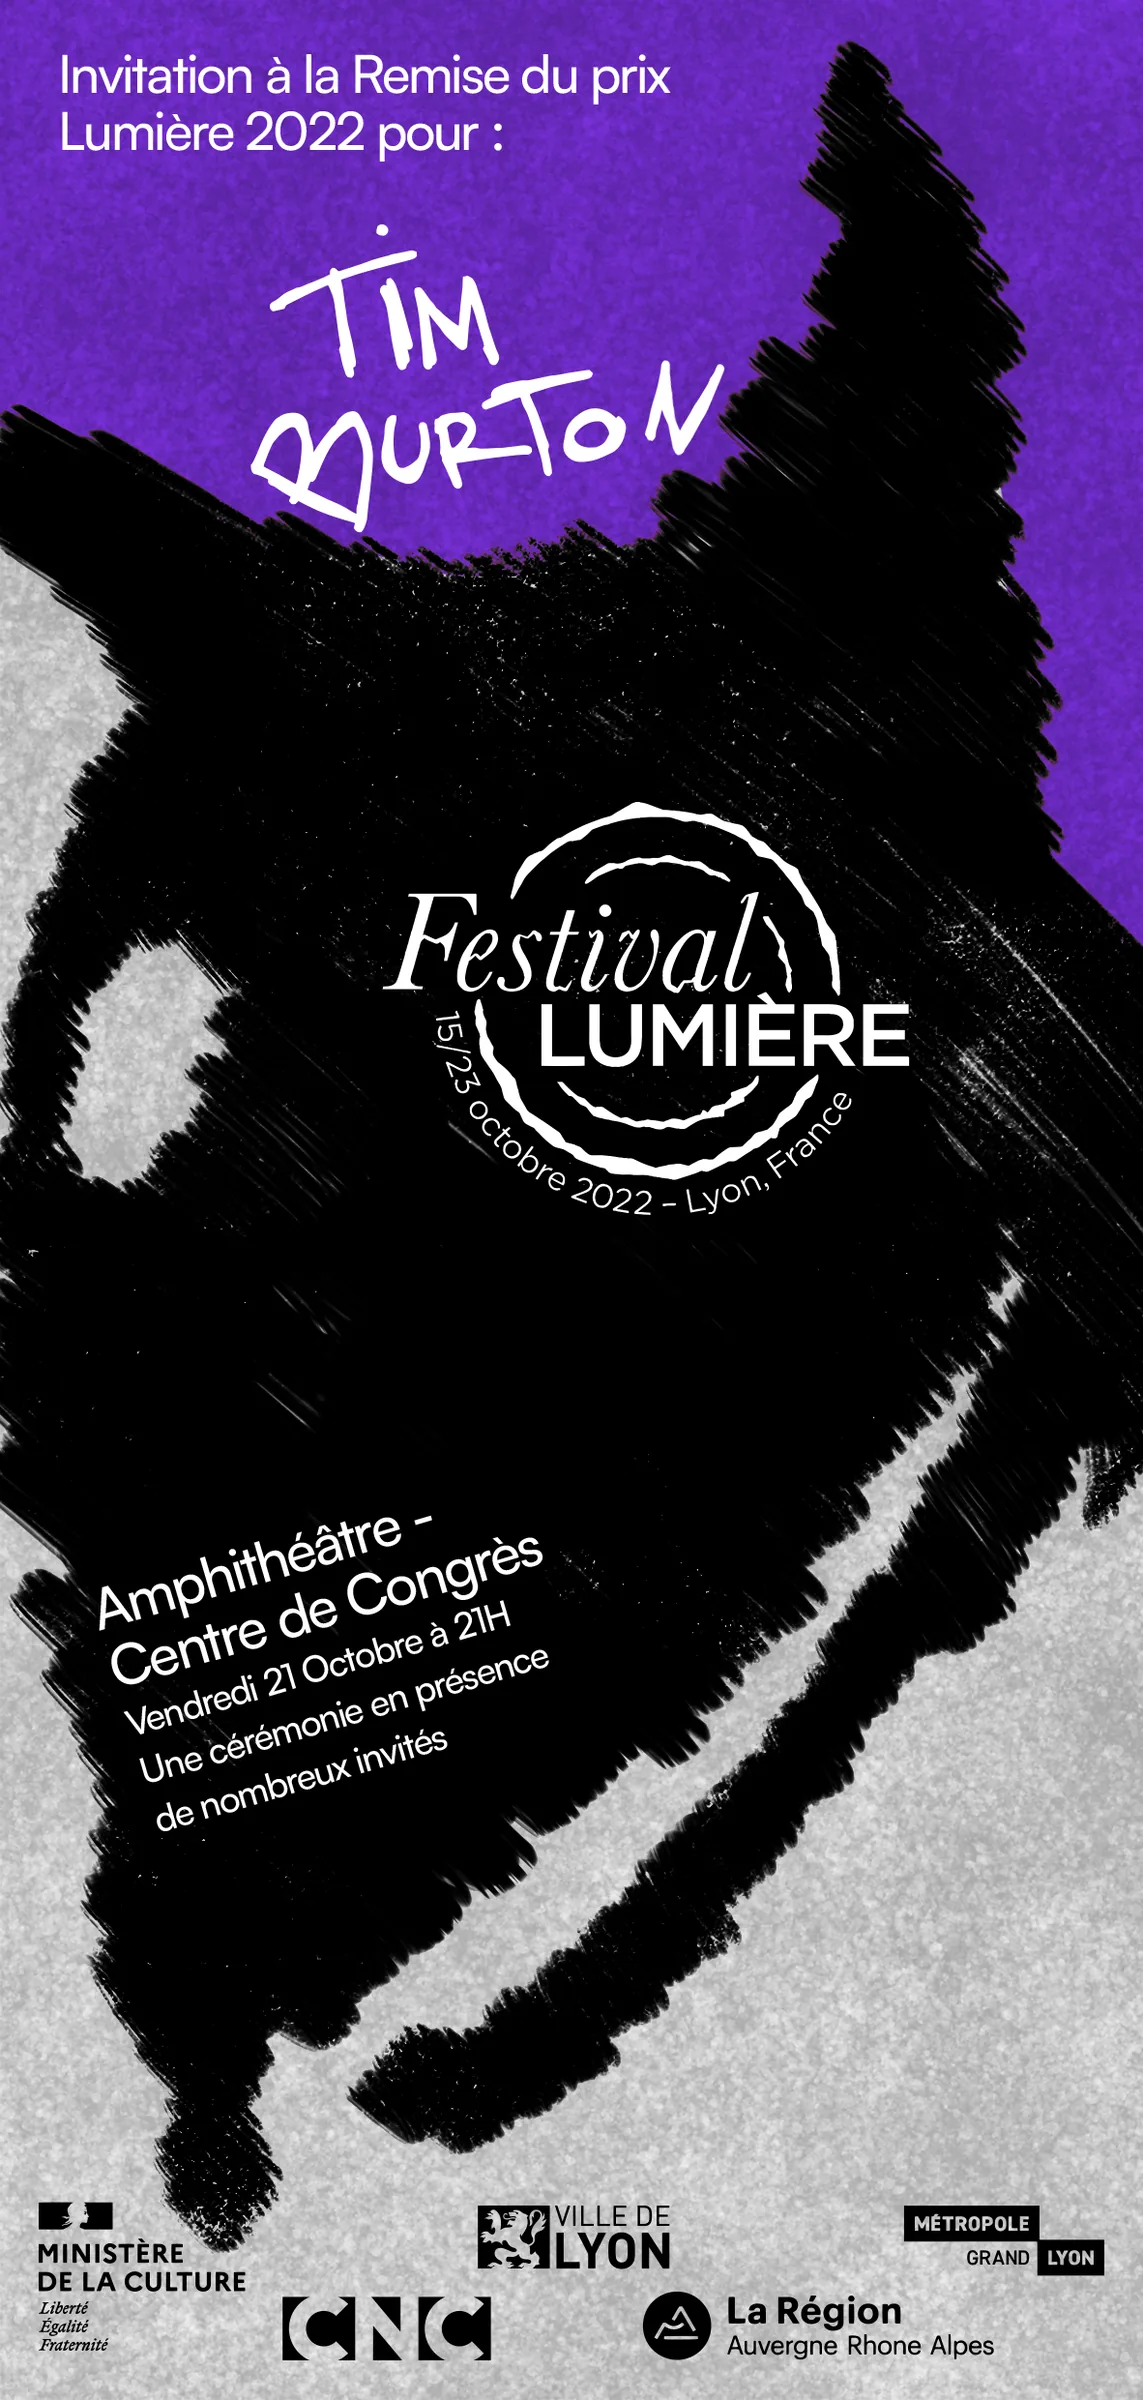 Invitation à la Remise du prix
Lumière 2022 pour :
TIM
BURTON
Festival
LUMIÈRE
15/23 octobre 2022 - Lyon, France
Amphithéâtre -
Centre de Congrès
Vendredi 21 Octobre à 21H
Une cérémonie en présence
de nombreux invités
MINISTÈRE
DE LA CULTURE
Liberté
Égalité
Fraternité
CNC
VILLE DE
LYON
La Région
Auvergne Rhone Alpes
MÉTROPOLE
GRAND LYON